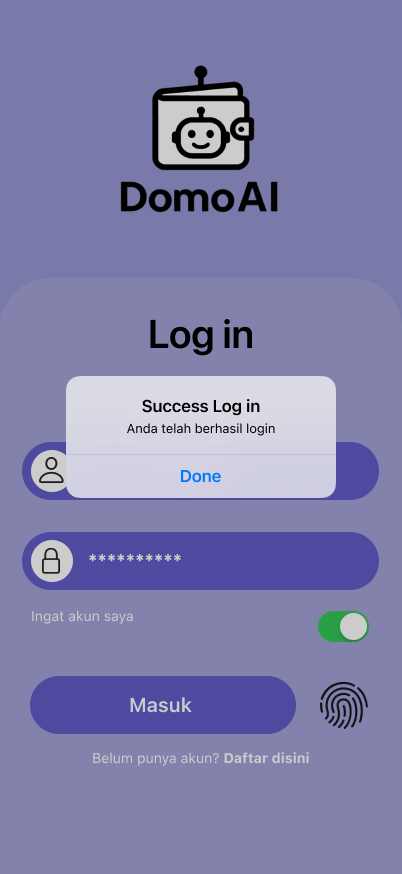 DomoAI
Log in
Success Log in
Anda telah berhasil login
Done
**********
Ingat akun saya
Masuk
Belum punya akun? Daftar disini